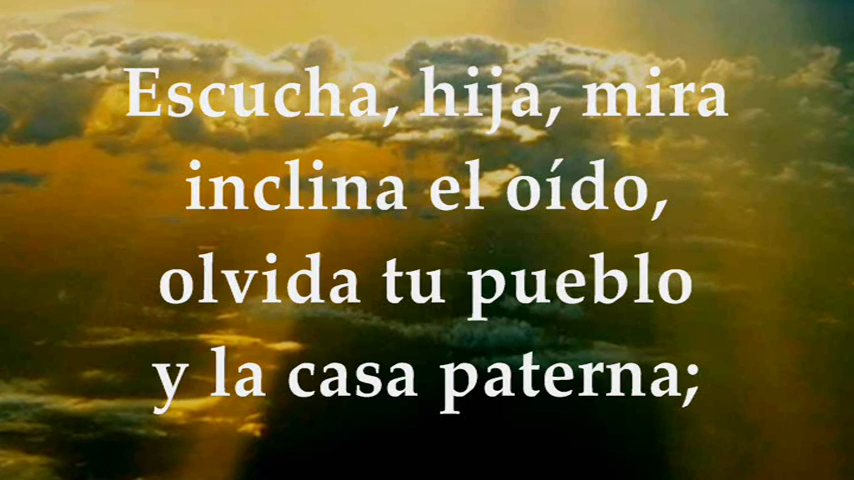 Escucha, hija, mira
inclina el oído,
olvida tu pueblo
y la casa paterna;